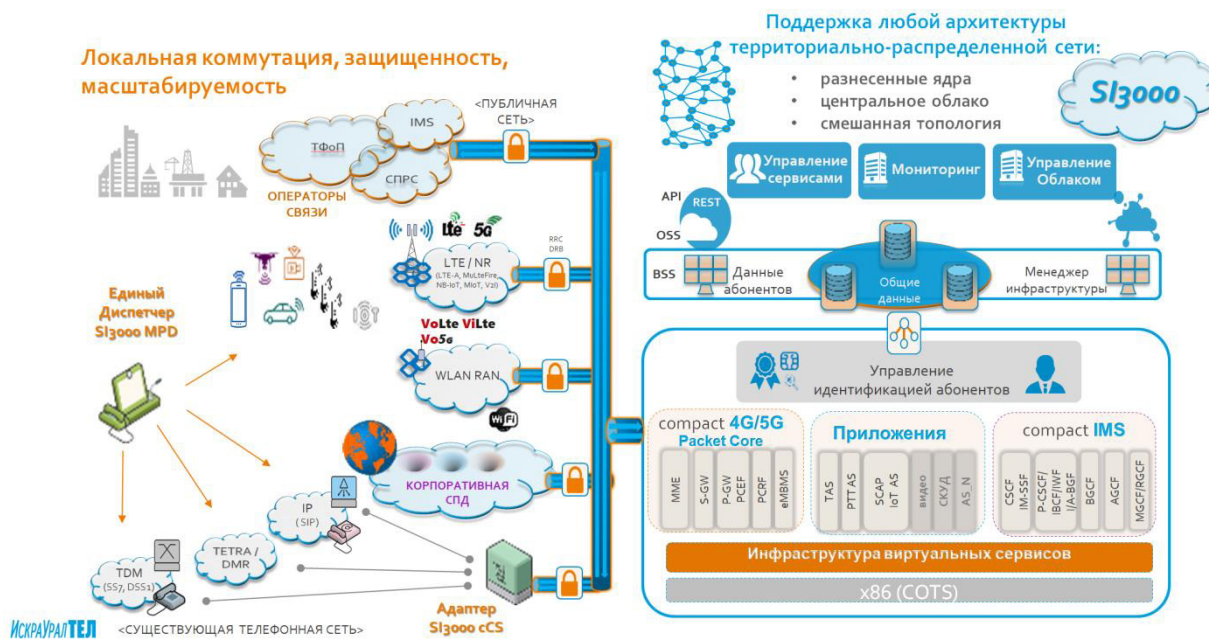 Локальная коммутация, защищенность,
масштабируемость
<ПУБЛИЧНАЯ
СЕТЬ>
IMS
ТФоП
СПРС
ОПЕРАТОРЫ
СВЯЗИ
lte 5G
LTE / NR
(LTE-A, MuLteFire,
NB-IoT, MIoT, V2I)
RRC
DRB
Единый
Диспетчер
SI3000 MPD
VoLte ViLte
Vo5G
WLAN RAN
WiFi
КОРПОРАТИВНАЯ
СПД
IP
(SIP)
TETRA /
DMR
TDM
(SS7, DSS1)
Адаптер
SI3000 cCS
ИскраУралТЕЛ
<СУЩЕСТВУЮЩАЯ ТЕЛЕФОННАЯ СЕТЬ>
Поддержка любой архитектуры
территориально-распределенной сети:
• разнесенные ядра
• центральное облако
• смешанная топология
SI3000
Управление
сервисами
Мониторинг
Управление
Облаком
API
REST
OSS
BSS
Данные
абонентов
Общие
данные
Менеджер
инфраструктуры
Управление
идентификацией абонентов
compact 4G/5G
Packet Core
MME
S-GW
P-GW
PCEF
PCRF
eMBMS
Приложения
TAS
PTT AS
SCAP
IoT AS
видео
СКУД
AS_N
compact IMS
CSCF
IM-SSF
P-CSCF/
IBCF/IWF
I/A-BGF
BGCF
AGCF
MGCF/RGCF
Инфраструктура виртуальных сервисов
x86 (COTS)